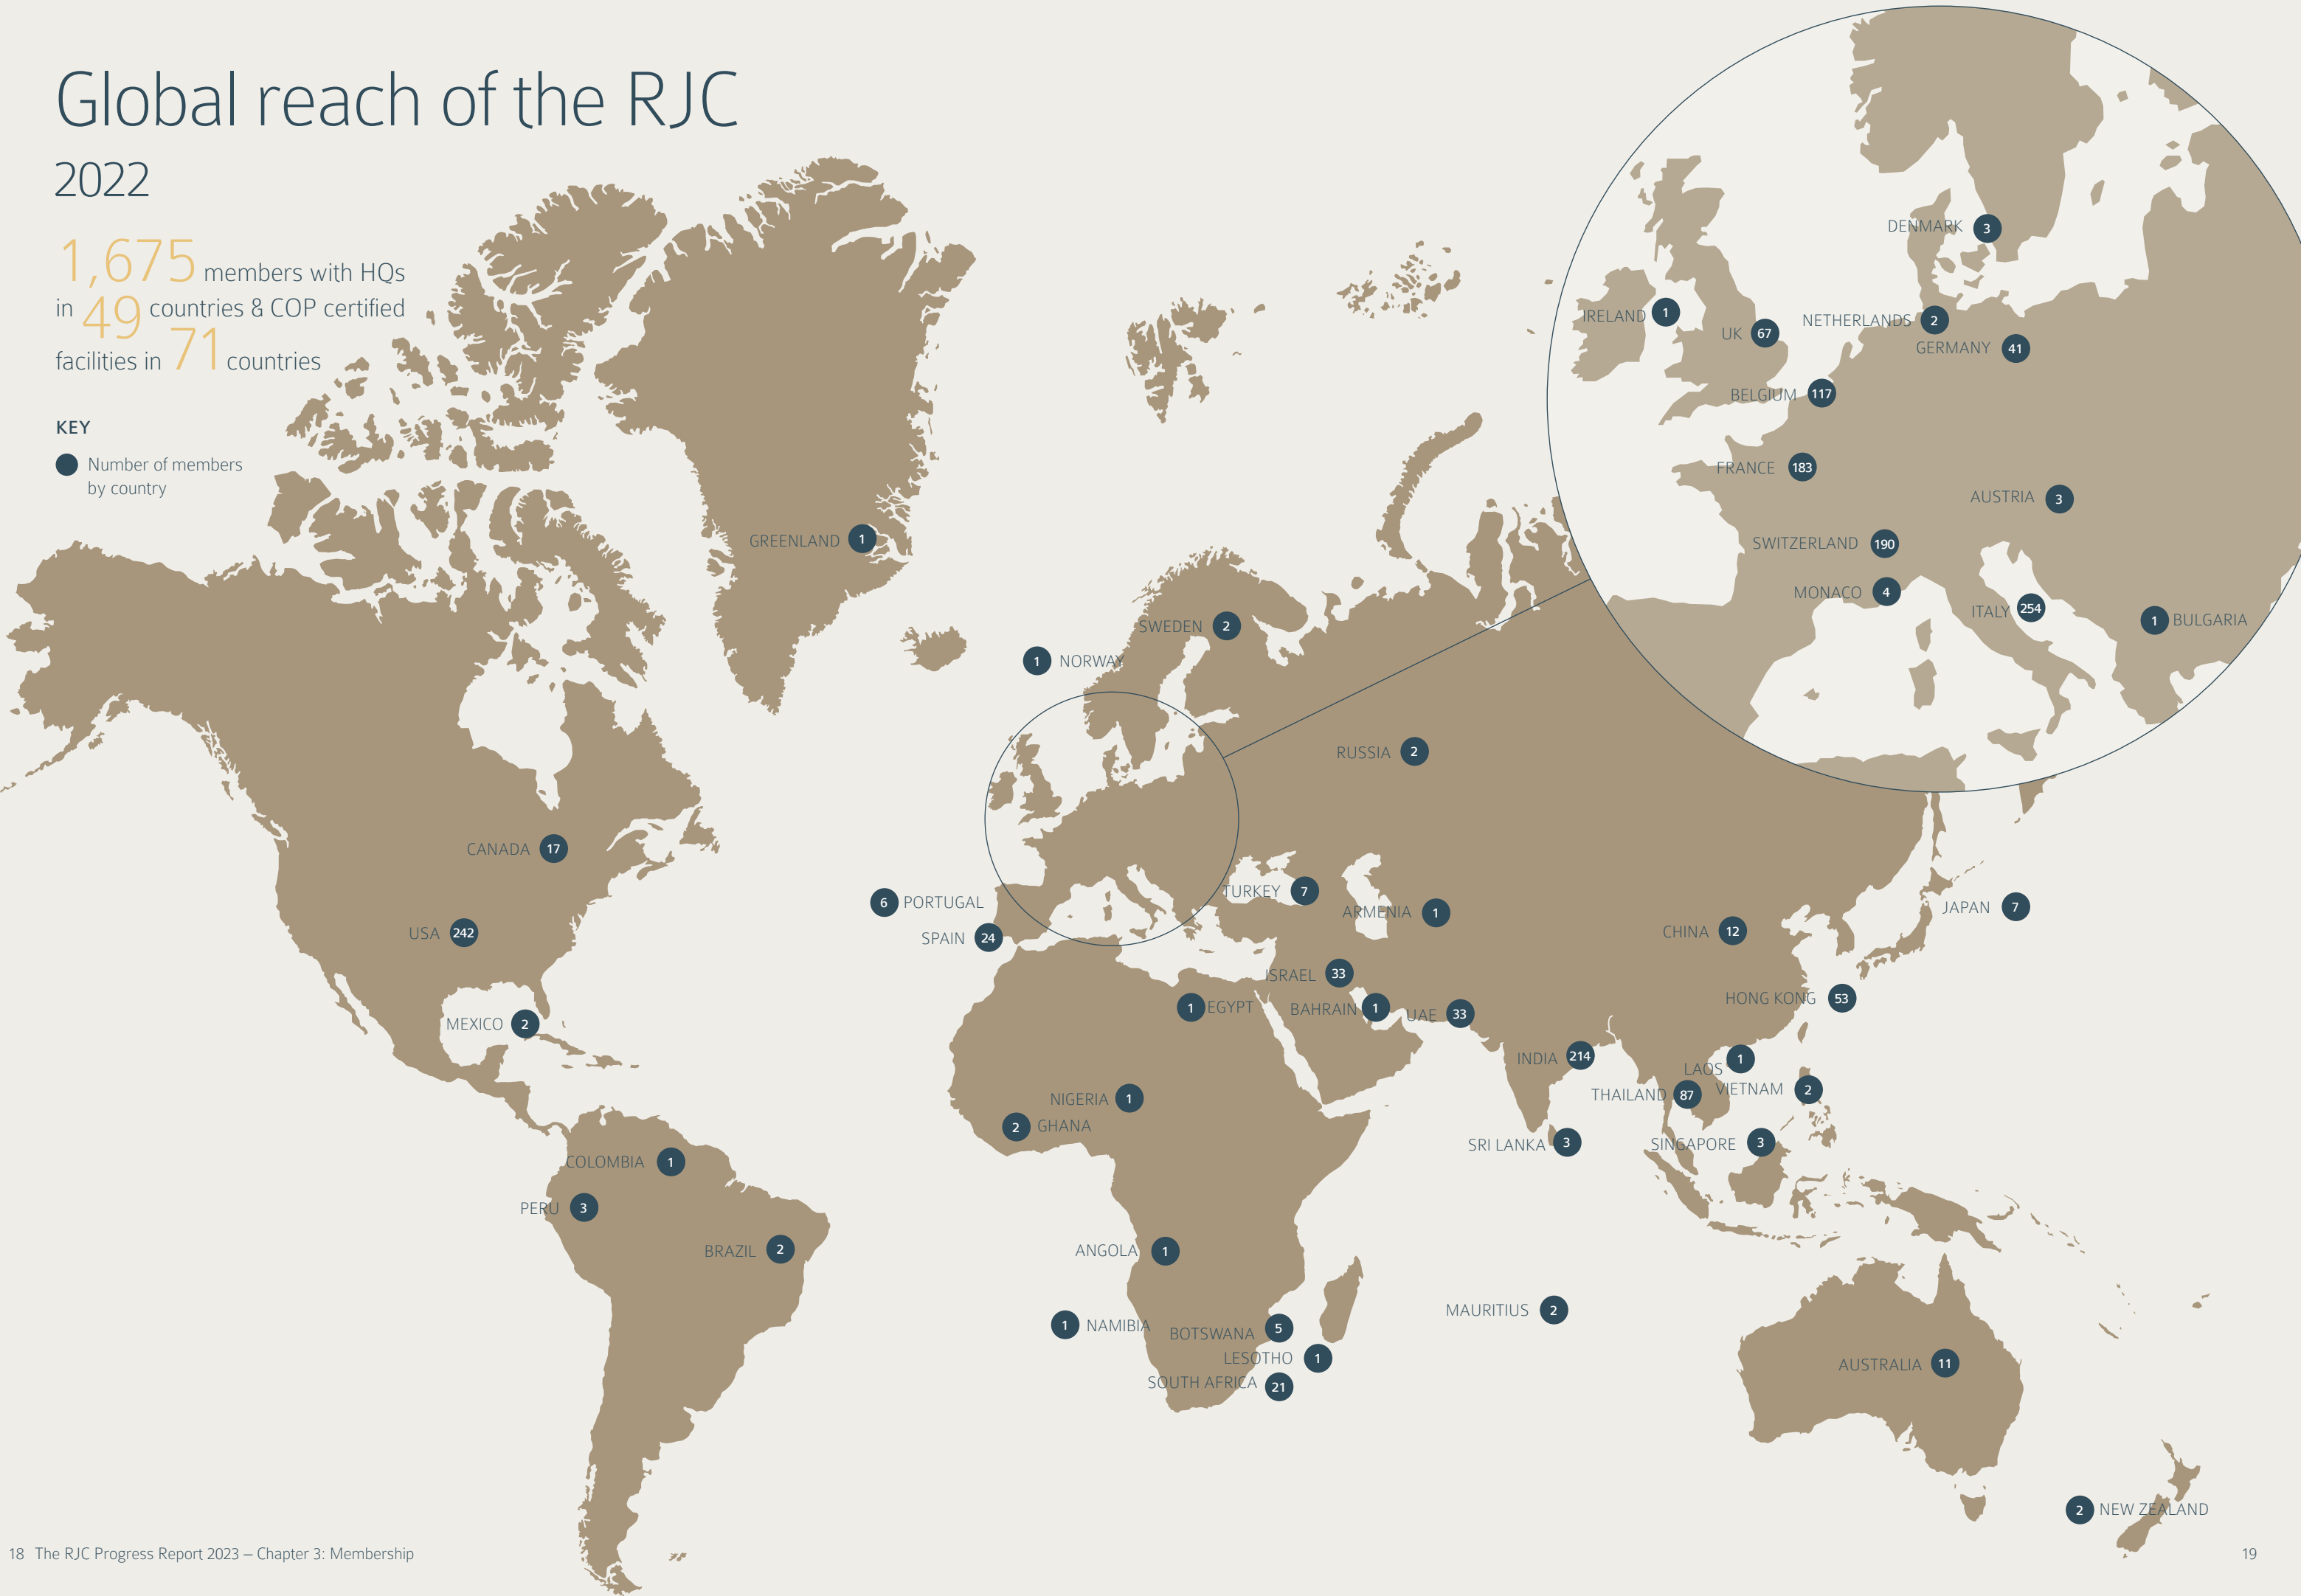 Global reach of the RJC
2022
1,675 members with HQs
in 49 countries & COP certified
facilities in 71 countries
KEY
Number of members
by country
DENMARK 3
IRELAND 1
UK 67
NETHERLANDS 2
GERMANY 41
BELGIUM 117
FRANCE 183
AUSTRIA 3
SWITZERLAND 190
MONACO 4
ITALY 254
1 BULGARIA
GREENLAND 1
SWEDEN 2
1 NORWAY
RUSSIA 2
CANADA 17
USA 242
MEXICO 2
6 PORTUGAL
SPAIN 24
TURKEY 7
ARMENIA 1
CHINA 12
JAPAN 7
ISRAEL 33
1 EGYPT
BAHRAIN 1
UAE 33
HONG KONG 53
INDIA 214
LAOS 1
THAILAND 87
VIETNAM 2
NIGERIA 1
2 GHANA
SRI LANKA 3
SINGAPORE 3
COLOMBIA 1
PERU 3
BRAZIL 2
ANGOLA 1
1 NAMIBIA
BOTSWANA 5
LESOTHO 1
SOUTH AFRICA 21
MAURITIUS 2
AUSTRALIA 11
2 NEW ZEALAND
18 The RJC Progress Report 2023 – Chapter 3: Membership
19